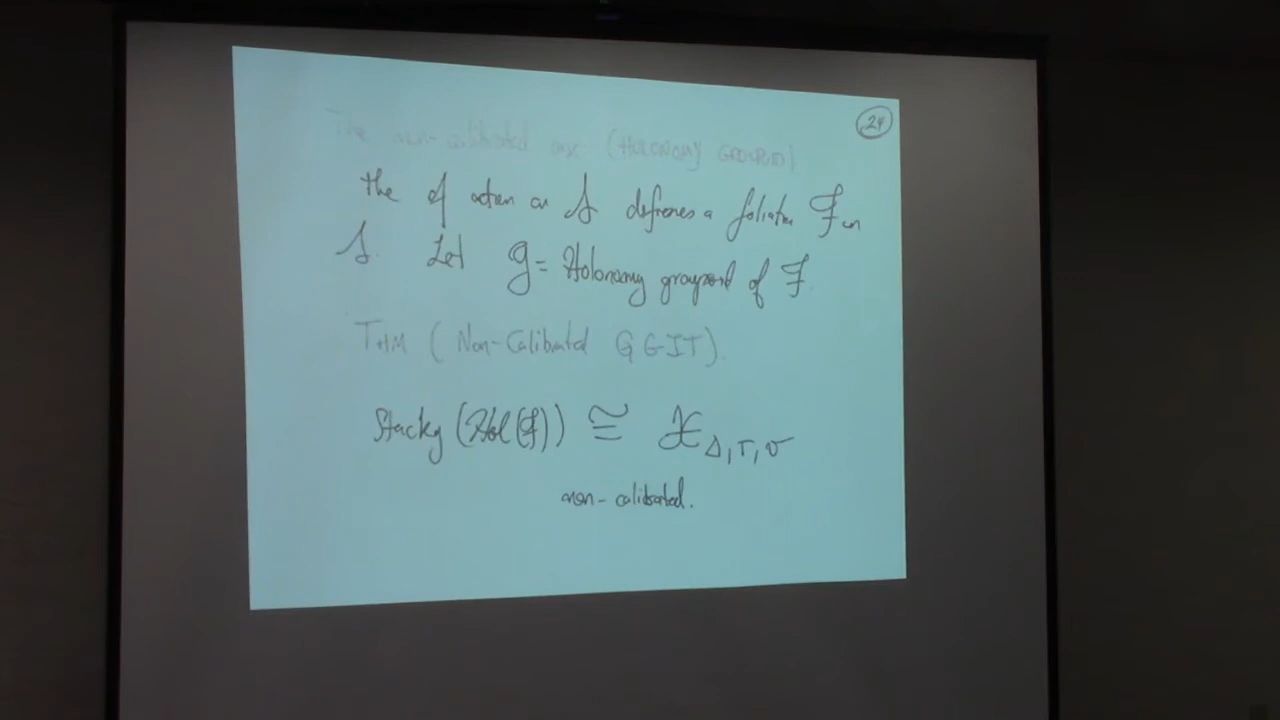 24
The non-calibrated case (HOLONOMY GROUPOID)
the 𝒜 action on 𝒮 defines a foliation ℱ on
𝒮. Let 𝒢 = Holonomy groupoid of ℱ.
THM (Non-Calibrated GGIT).
Stacky (Hol(ℱ)) ≅ 𝒳 Δ,Γ,v
non-calibrated.